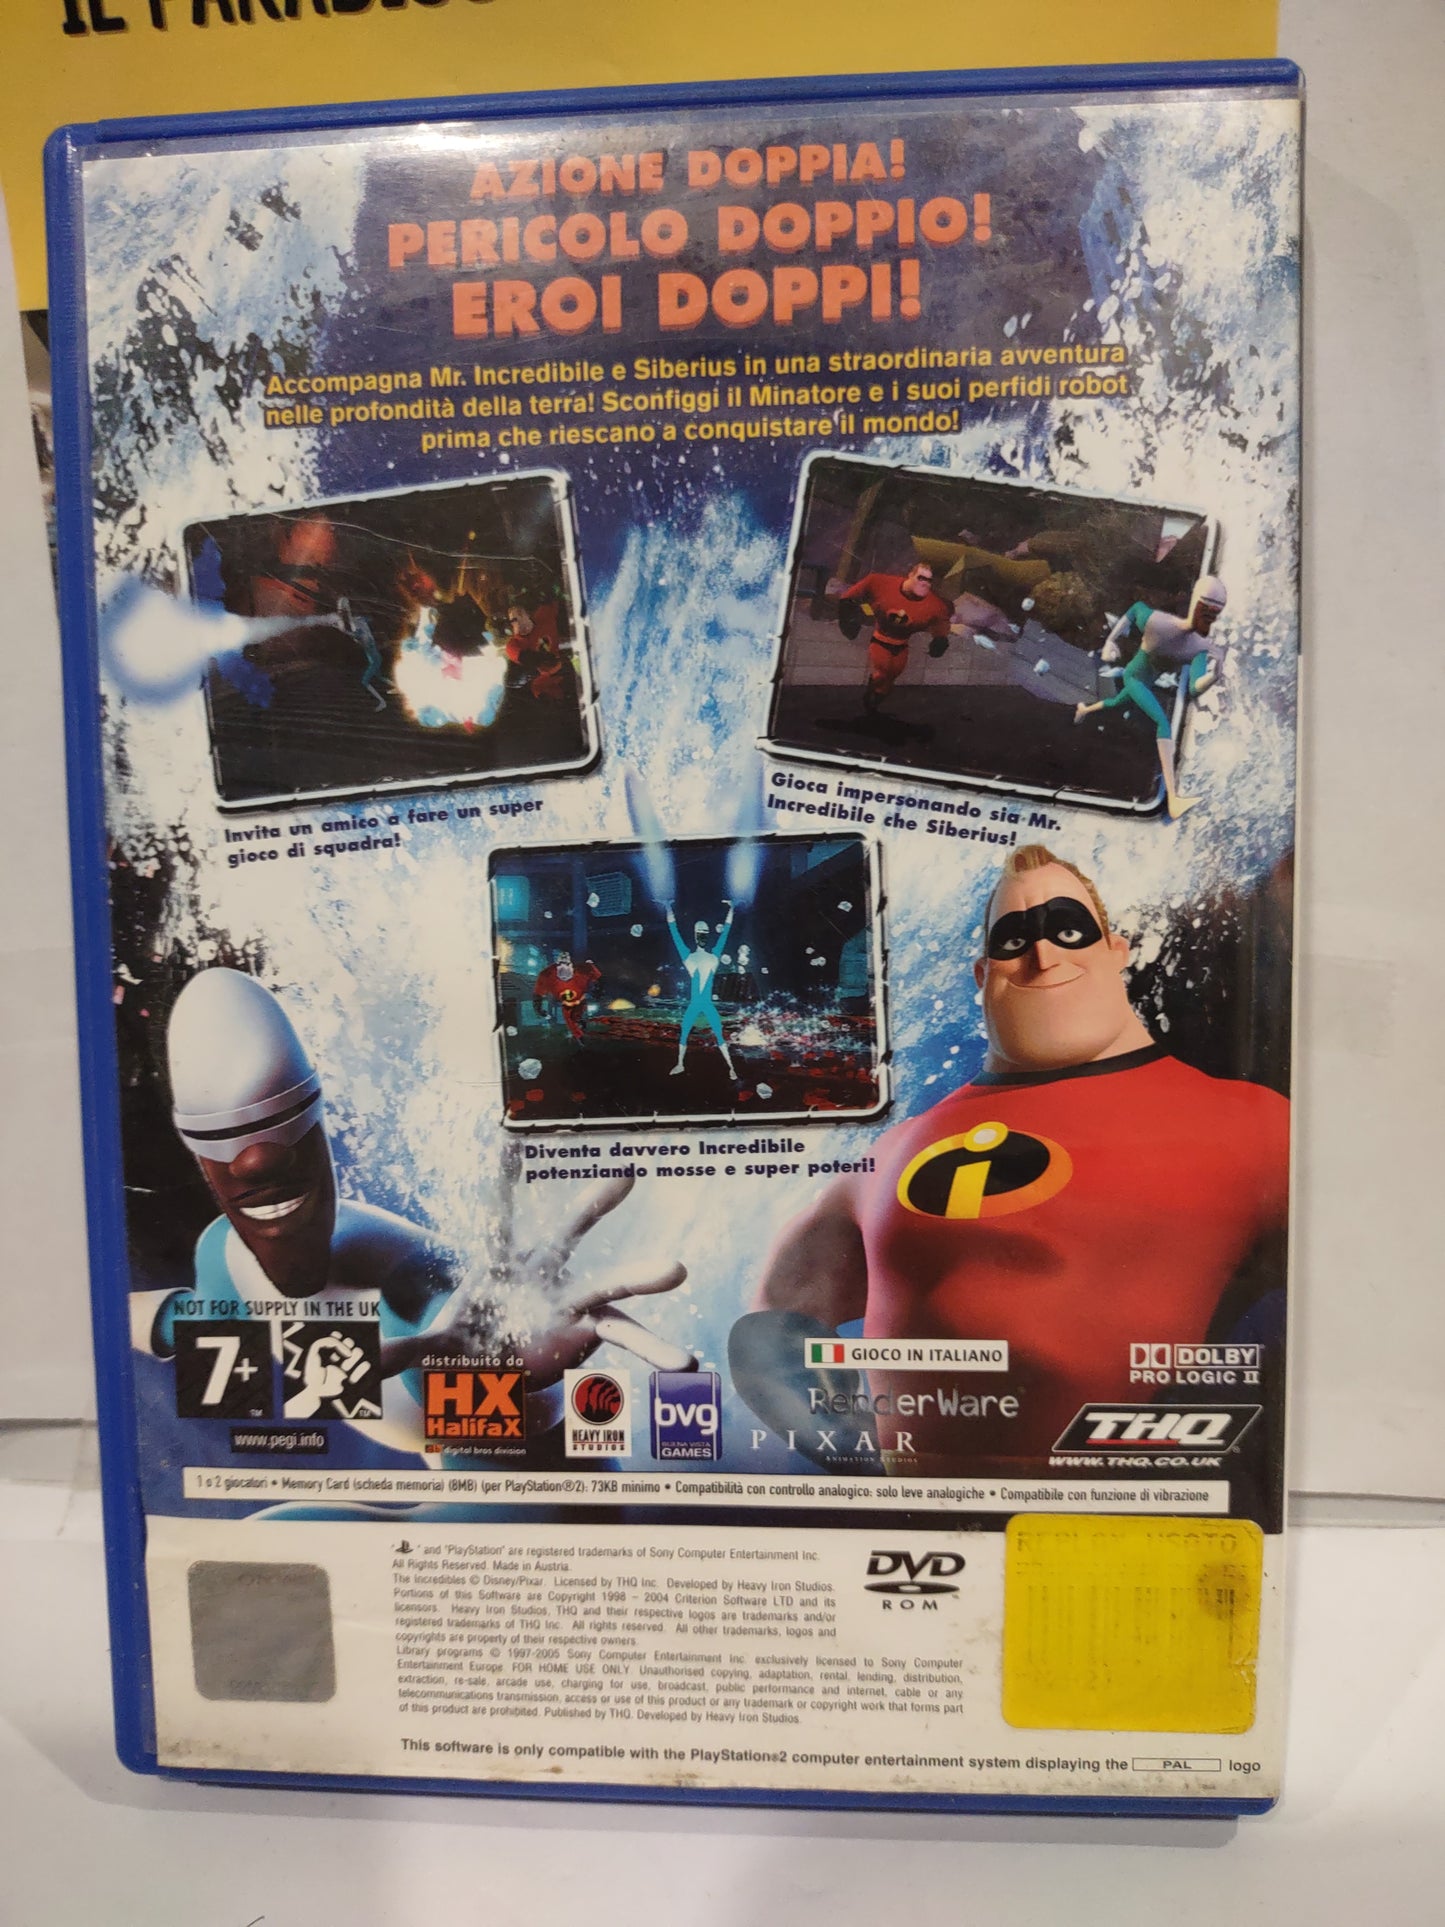 IL PARADISO
AZIONE DOPPIA!
PERICOLO DOPPIO!
EROI DOPPI!
Accompagna Mr. Incredibile e Siberius in una straordinaria avventura
nelle profondità della terra! Sconfiggi il Minatore e i suoi perfidi robot
prima che riescano a conquistare il mondo!
Invita un amico a fare un super
gioco di squadra!
Gioca impersonando sia Mr.
Incredibile che Siberius!
Diventa davvero Incredibile
potenziando mosse e super poteri!
i
NOT FOR SUPPLY IN THE UK
7+
www.pegi.info
distribuito da
HX
HalifaX
digital bros division
HEAVY IRON
STUDIOS
bvg
BUENA VISTA
GAMES
GIOCO IN ITALIANO
RenderWare
PIXAR
ANIMATION STUDIOS
DOLBY
PRO LOGIC II
THQ
WWW.THQ.CO.UK
1 o 2 giocatori • Memory Card (scheda memoria) (8MB) (per PlayStation®2): 73KB minimo • Compatibilità con controllo analogico: solo leve analogiche • Compatibile con funzione di vibrazione
" " and "PlayStation" are registered trademarks of Sony Computer Entertainment Inc.
All Rights Reserved. Made in Austria.
The Incredibles © Disney/Pixar. Licensed by THQ Inc. Developed by Heavy Iron Studios.
Portions of this Software are Copyright 1998 - 2004 Criterion Software LTD and its
licensors. Heavy Iron Studios, THQ and their respective logos are trademarks and/or
registered trademarks of THQ Inc. All rights reserved. All other trademarks, logos and
copyrights are property of their respective owners.
Library programs © 1997-2005 Sony Computer Entertainment Inc. exclusively licensed to Sony Computer
Entertainment Europe. FOR HOME USE ONLY. Unauthorised copying, adaptation, rental, lending, distribution,
extraction, re-sale, arcade use, charging for use, broadcast, public performance and internet, cable or any
telecommunications transmission, access or use of this product or any trademark or copyright work that forms part
of this product are prohibited. Published by THQ. Developed by Heavy Iron Studios.
DVD
ROM
USATO
This software is only compatible with the PlayStation®2 computer entertainment system displaying the PAL logo